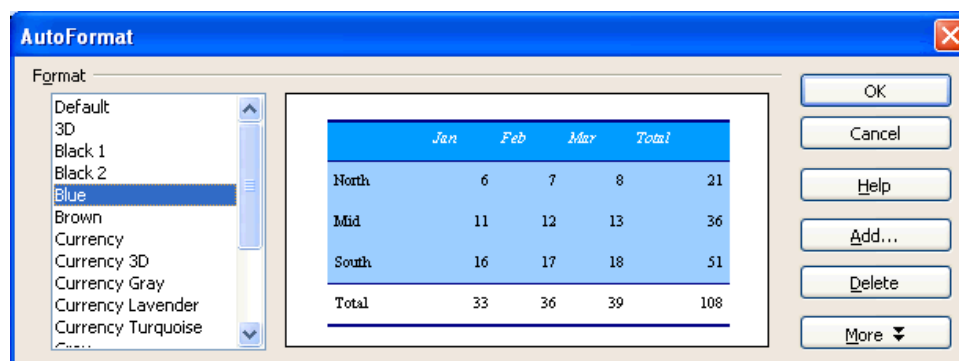 AutoFormat
Format
Default
3D
Black 1
Black 2
Blue
Brown
Currency
Currency 3D
Currency Gray
Currency Lavender
Currency Turquoise
Jan Feb Mar Total
North 6 7 8 21
Mid 11 12 13 36
South 16 17 18 51
Total 33 36 39 108
OK
Cancel
Help
Add...
Delete
More